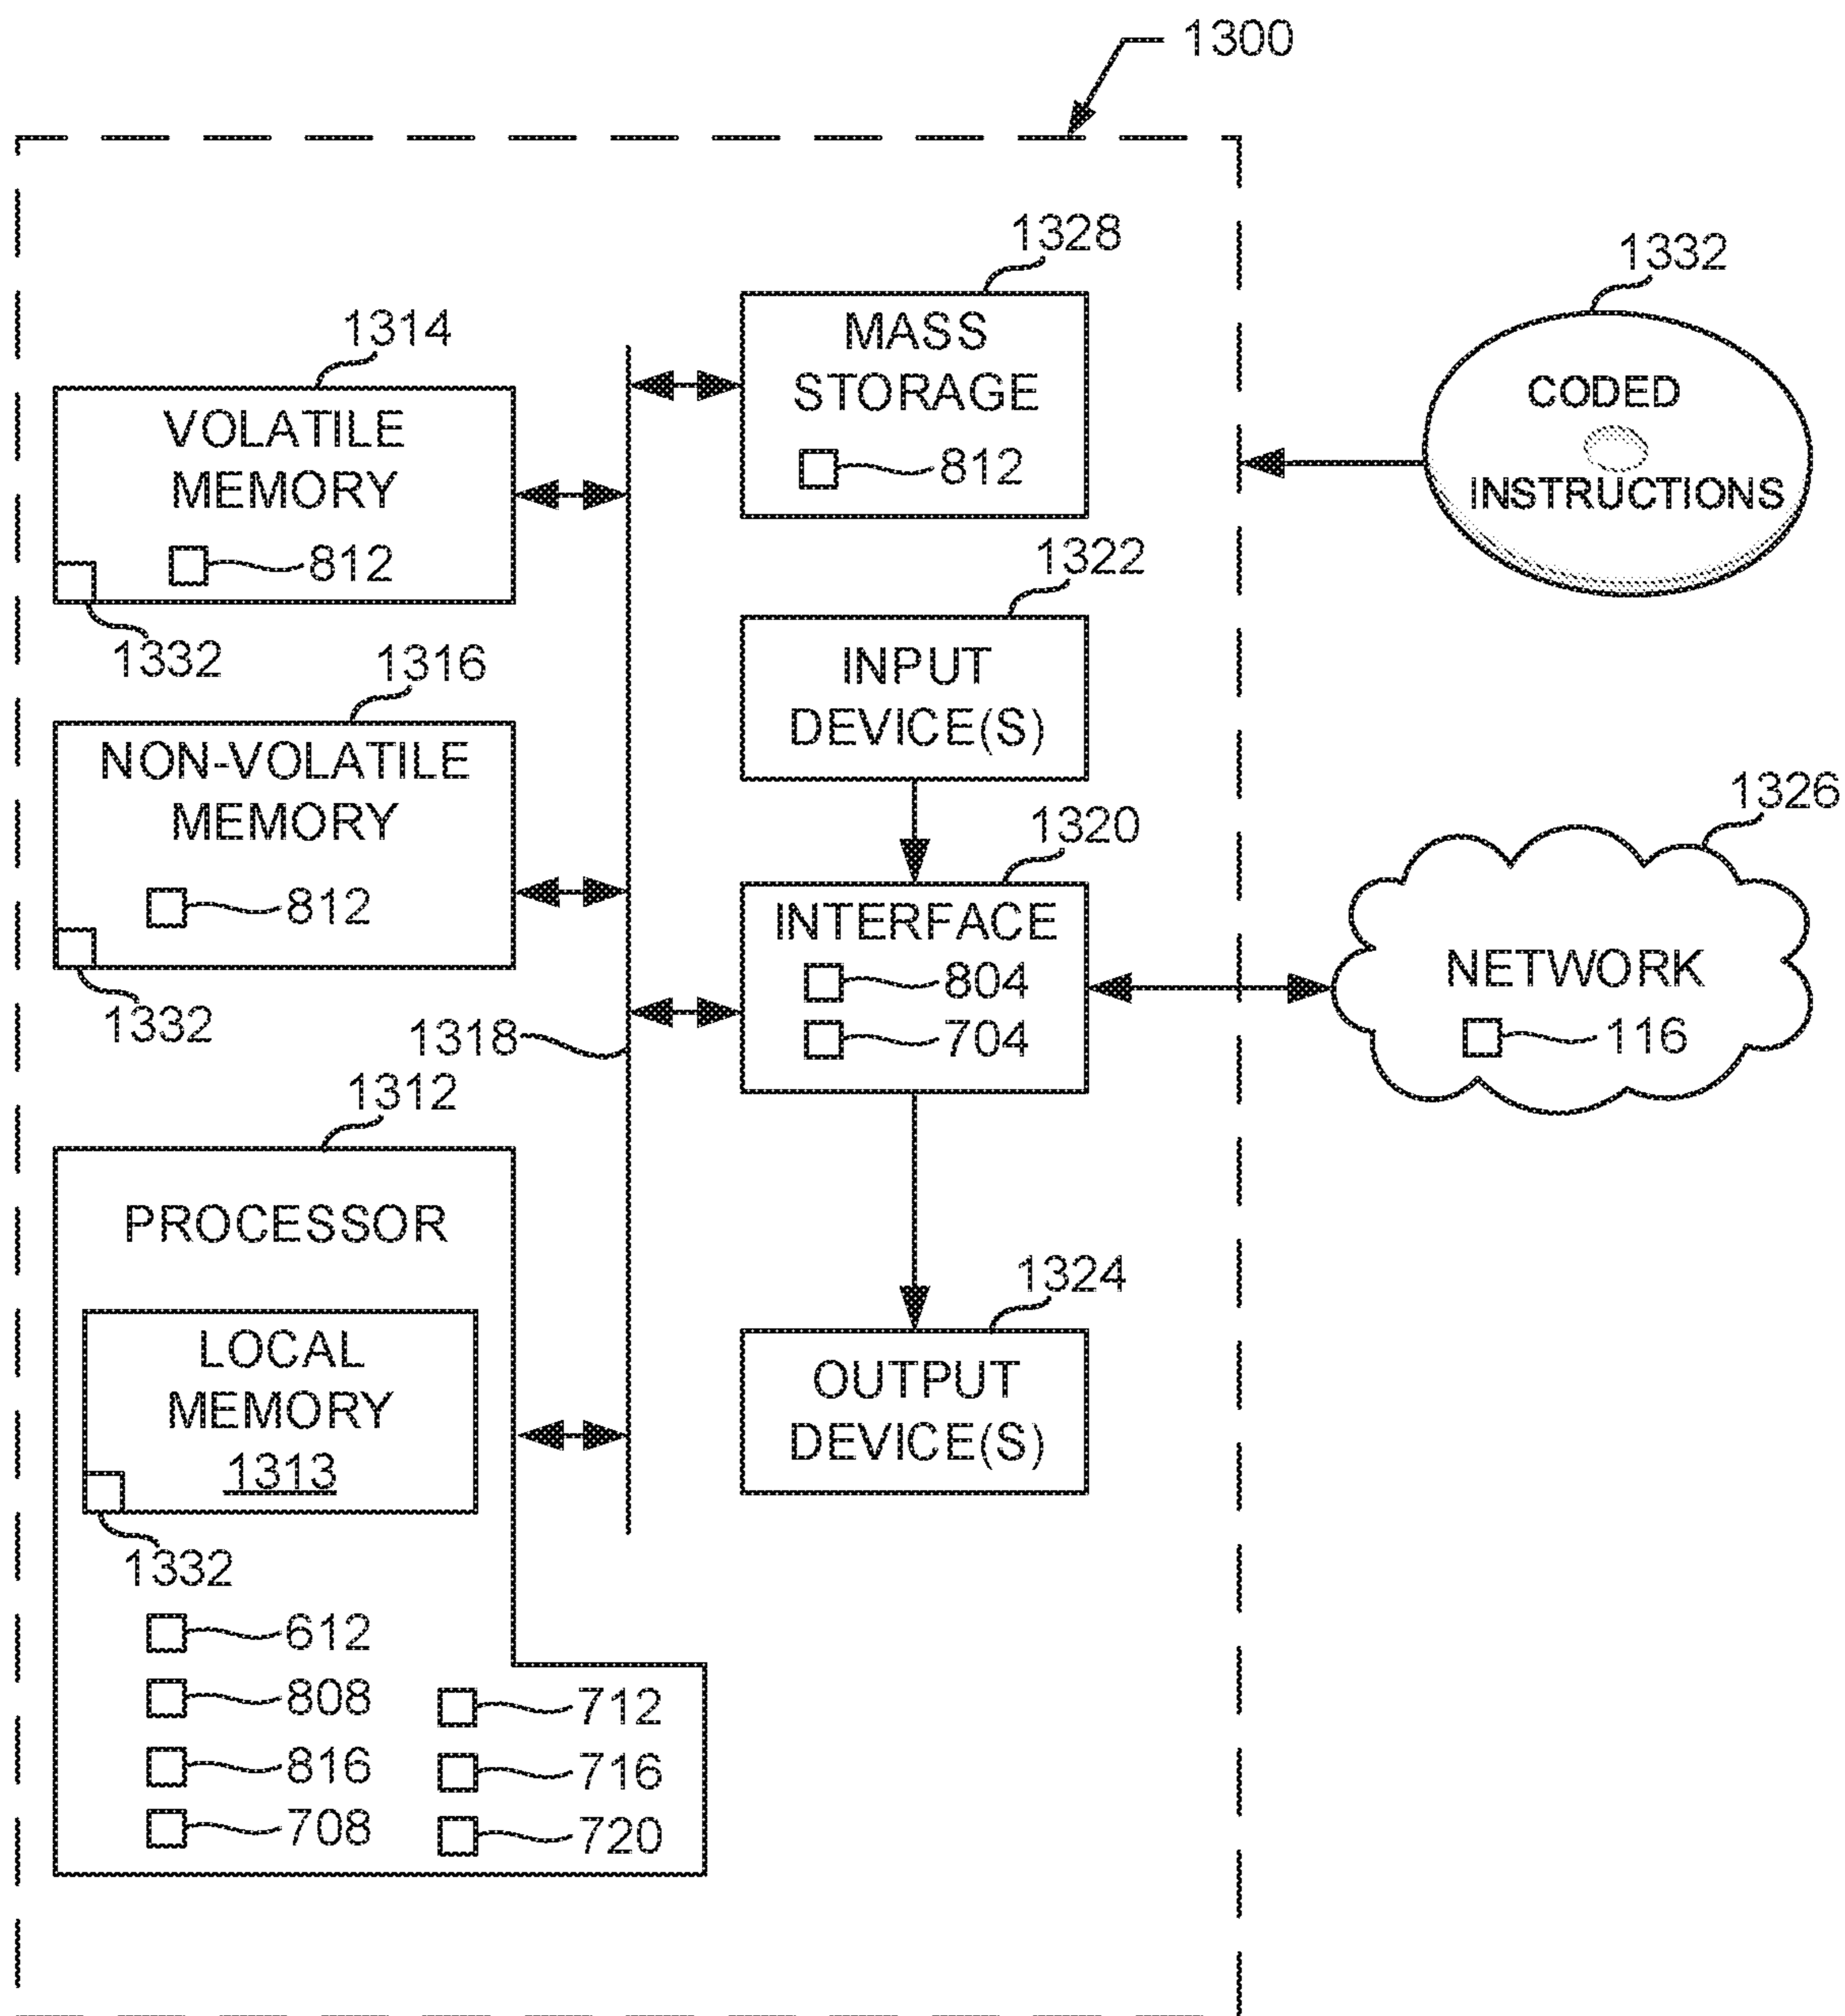 1300
1328
MASS
STORAGE
812
1332
CODED
INSTRUCTIONS
1314
VOLATILE
MEMORY
812
1332
1322
INPUT
DEVICE(S)
1316
NON-VOLATILE
MEMORY
812
1332
1320
INTERFACE
804
704
1326
NETWORK
116
1318
1312
PROCESSOR
LOCAL
MEMORY
1313
1332
612
808
816
708
712
716
720
1324
OUTPUT
DEVICE(S)